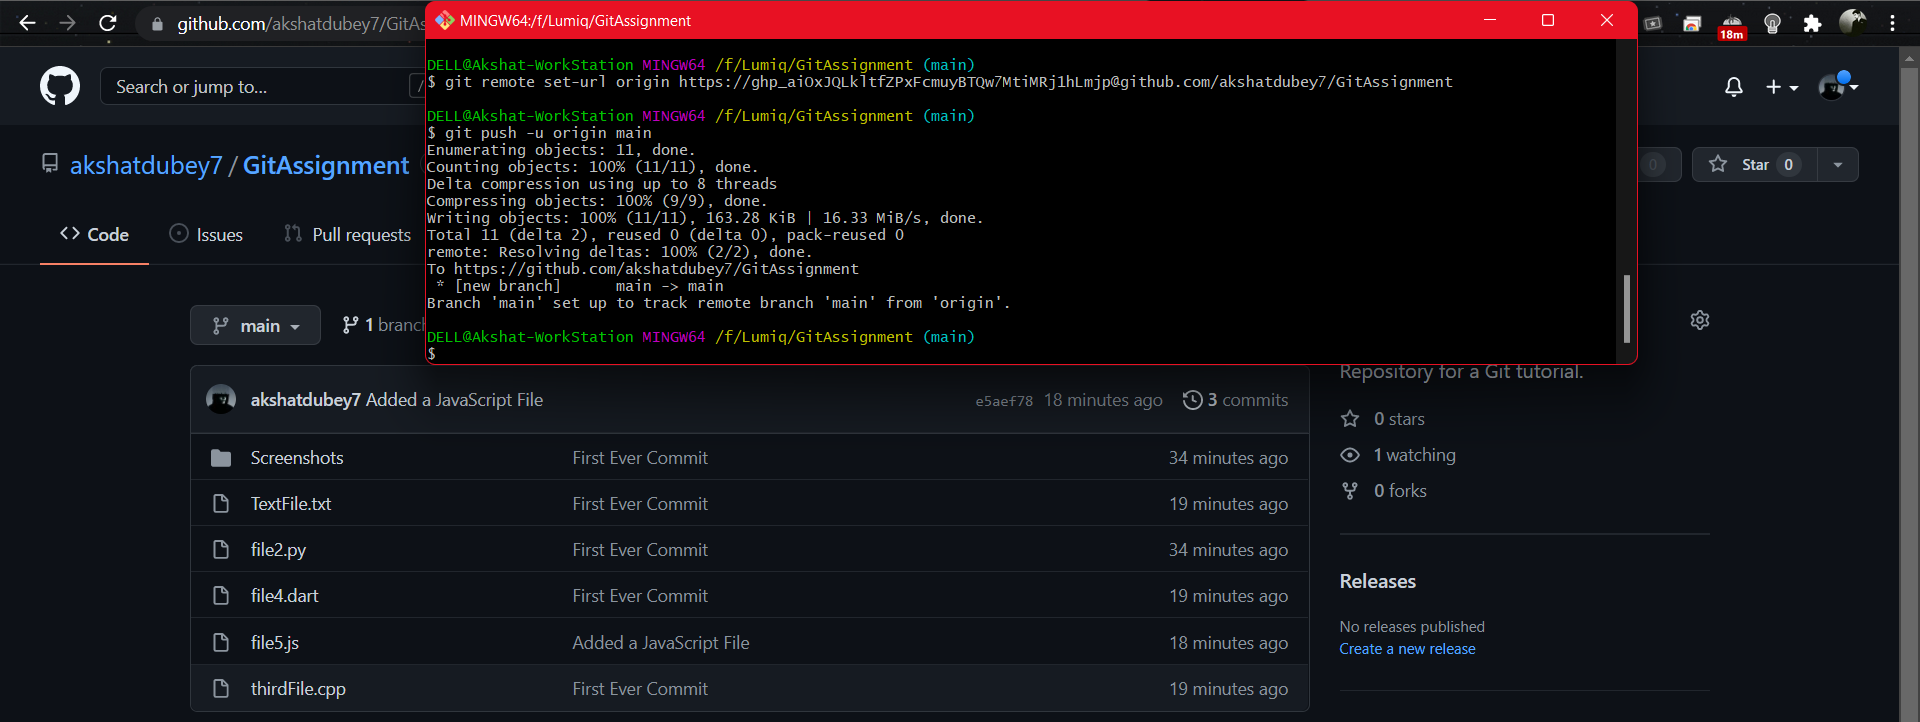 github.com/akshatdubey7/GitAs
MINGW64:/f/Lumiq/GitAssignment
18m
Search or jump to...
/
DELL@Akshat-WorkStation MINGW64 /f/Lumiq/GitAssignment (main)
$ git remote set-url origin https://@github.com/akshatdubey7//GitAssignment
DELL@Akshat-WorkStation MINGW64 /f/Lumiq/GitAssignment (main)
$ git push -u origin main
Enumerating objects: 11, done.
Counting objects: 100% (11/11), done.
Delta compression using up to 8 threads
Compressing objects: 100% (9/9), done.
Writing objects: 100% (11/11), 163.28 KiB | 16.33 MiB/s, done.
Total 11 (delta 2), reused 0 (delta 0), pack-reused 0
remote: Resolving deltas: 100% (2/2), done.
To https://github.com/akshatdubey7//GitAssignment
* [new branch]      main -> main
Branch 'main' set up to track remote branch 'main' from 'origin'.
DELL@Akshat-WorkStation MINGW64 /f/Lumiq/GitAssignment (main)
$
akshatdubey7 / GitAssignment
0
Star 0
Code
Issues
Pull requests
main
1 branch
akshatdubey7 Added a JavaScript File
e5aef78 18 minutes ago
3 commits
Screenshots First Ever Commit 34 minutes ago
TextFile.txt First Ever Commit 19 minutes ago
file2.py First Ever Commit 34 minutes ago
file4.dart First Ever Commit 19 minutes ago
file5.js Added a JavaScript File 18 minutes ago
thirdFile.cpp First Ever Commit 19 minutes ago
Repository for a Git tutorial.
0 stars
1 watching
0 forks
Releases
No releases published
Create a new release